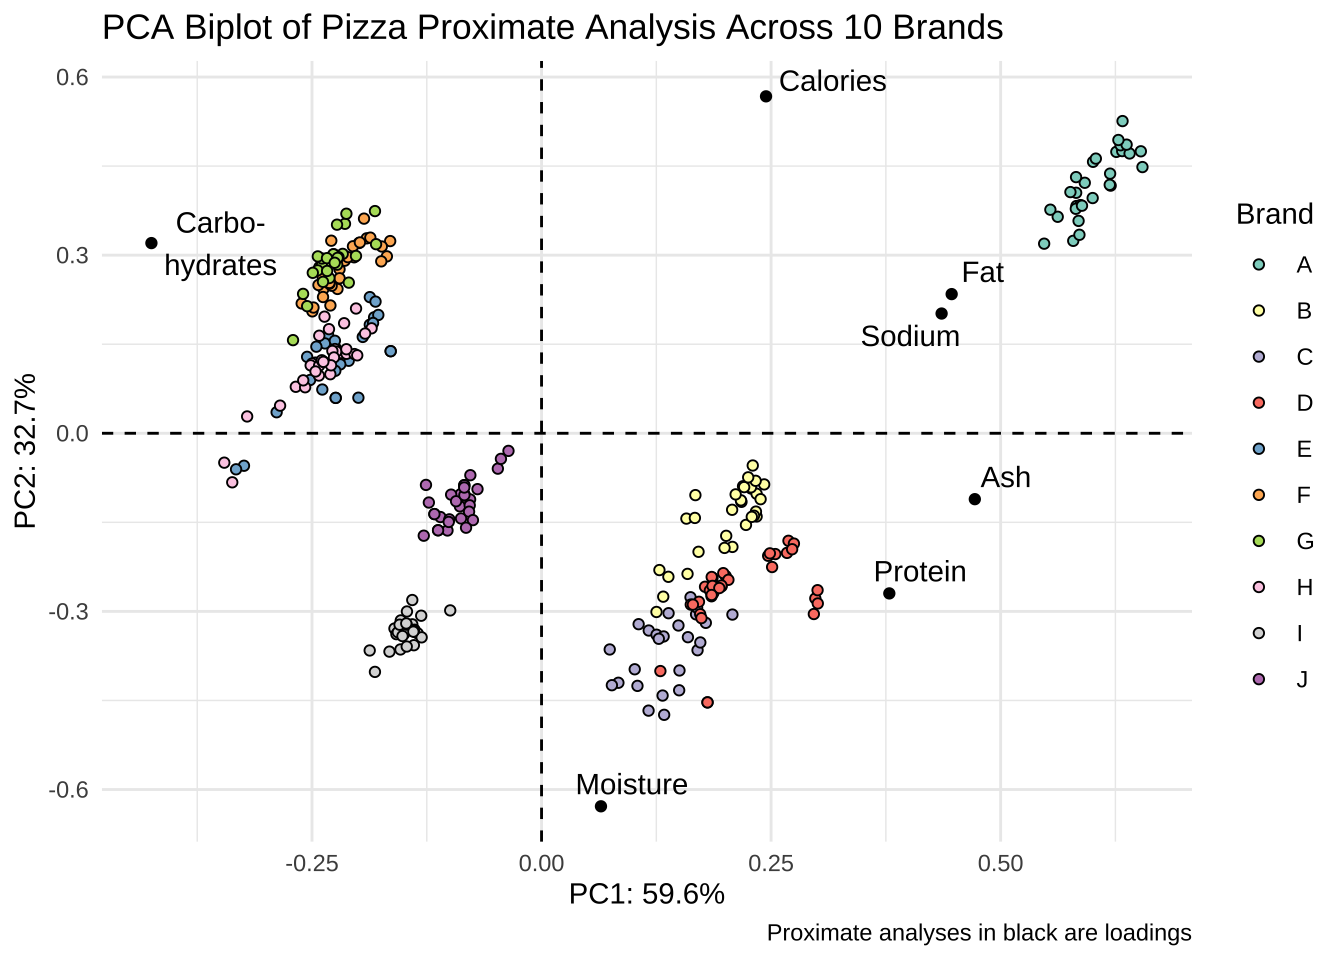 PCA Biplot of Pizza Proximate Analysis Across 10 Brands
0.6
0.3
0.0
-0.3
-0.6
PC2: 32.7%
Calories
Carbo-
hydrates
Fat
Sodium
Ash
Protein
Moisture
-0.25
0.00
0.25
0.50
PC1: 59.6%
Brand
A
B
C
D
E
F
G
H
I
J
Proximate analyses in black are loadings